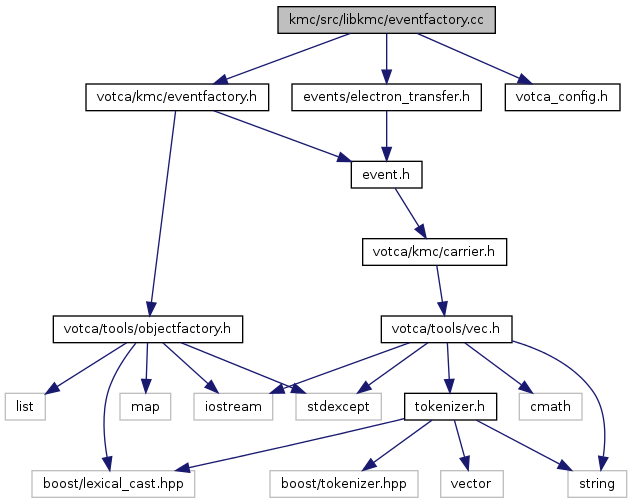 kmc/src/libkmc/eventfactory.cc
votca/kmc/eventfactory.h
events/electron_transfer.h
votca_config.h
event.h
votca/kmc/carrier.h
votca/tools/objectfactory.h
votca/tools/vec.h
list
map
iostream
stdexcept
tokenizer.h
cmath
boost/lexical_cast.hpp
boost/tokenizer.hpp
vector
string